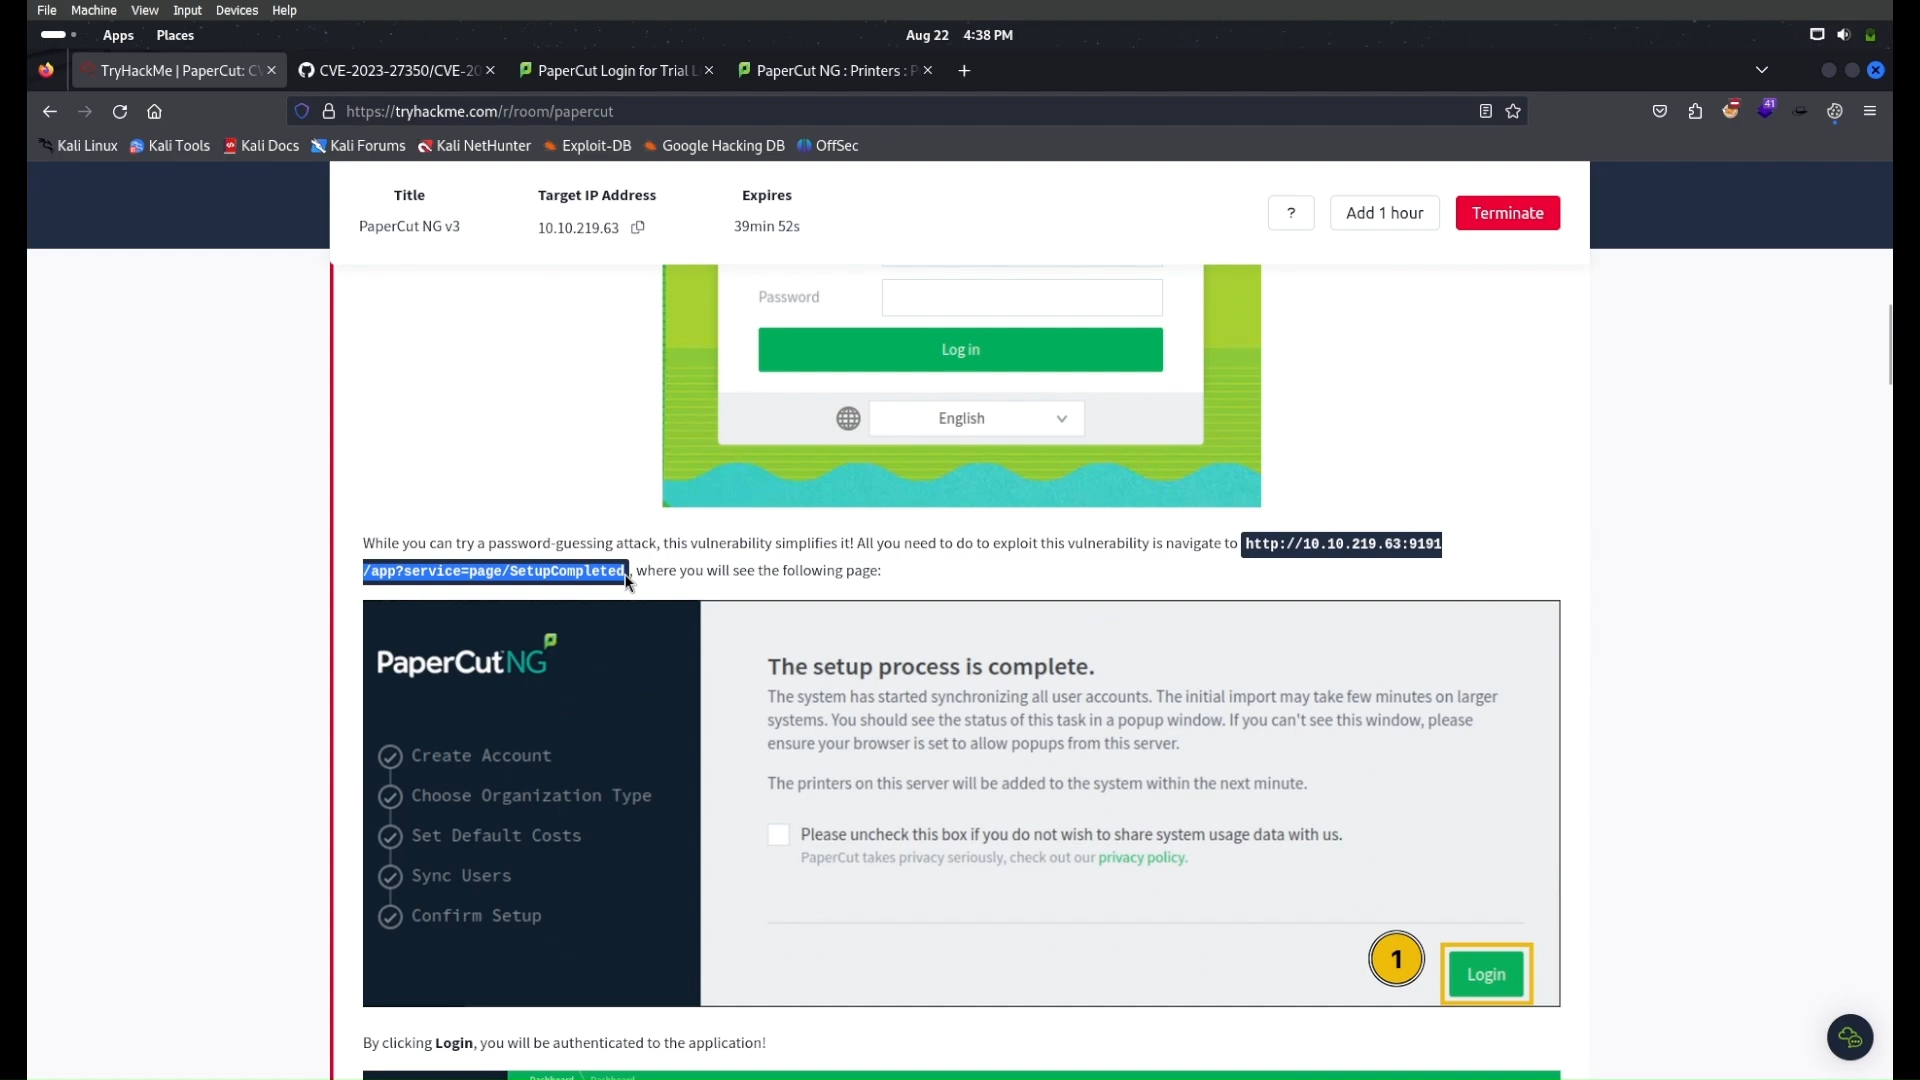 File Machine View Input Devices Help
Apps Places Aug 22 4:38 PM
TryHackMe | PaperCut: CV CVE-2023-27350/CVE-20 PaperCut Login for Trial L PaperCut NG : Printers : P
https://tryhackme.com/r/room/papercut 41
Kali Linux Kali Tools Kali Docs Kali Forums Kali NetHunter Exploit-DB Google Hacking DB OffSec
Title Target IP Address Expires
PaperCut NG v3 10.10.219.63 39min 52s ? Add 1 hour Terminate
Password
Log in
English
While you can try a password-guessing attack, this vulnerability simplifies it! All you need to do to exploit this vulnerability is navigate to http://10.10.219.63:9191
/app?service=page/SetupCompleted, where you will see the following page:
PaperCut NG
The setup process is complete.
The system has started synchronizing all user accounts. The initial import may take few minutes on larger
systems. You should see the status of this task in a popup window. If you can't see this window, please
ensure your browser is set to allow popups from this server.
The printers on this server will be added to the system within the next minute.
Please uncheck this box if you do not wish to share system usage data with us.
PaperCut takes privacy seriously, check out our privacy policy.
Create Account
Choose Organization Type
Set Default Costs
Sync Users
Confirm Setup
1 Login
By clicking Login, you will be authenticated to the application!